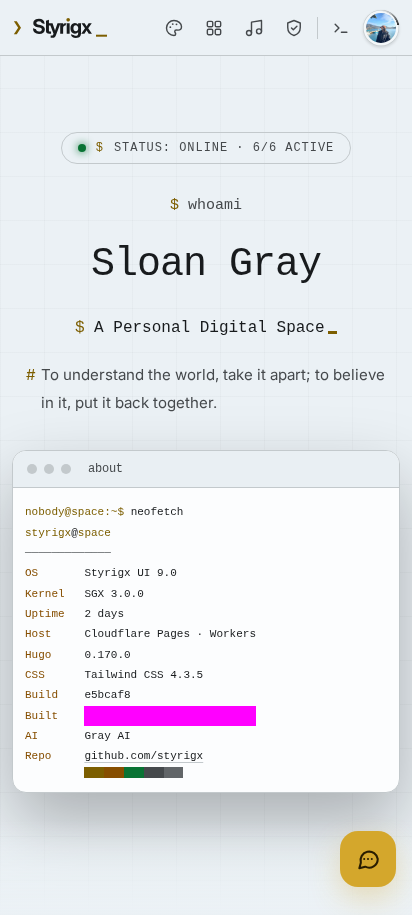 ❯ Styrigx _
$ STATUS: ONLINE · 6/6 ACTIVE
$ whoami
Sloan Gray
$ A Personal Digital Space
# To understand the world, take it apart; to believe
in it, put it back together.
about
nobody@space:~$ neofetch
styrigx@space
─────────────
OS Styrigx UI 9.0
Kernel SGX 3.0.0
Uptime 2 days
Host Cloudflare Pages · Workers
Hugo 0.170.0
CSS Tailwind CSS 4.3.5
Build e5bcaf8
Built
AI Gray AI
Repo github.com/styrigx